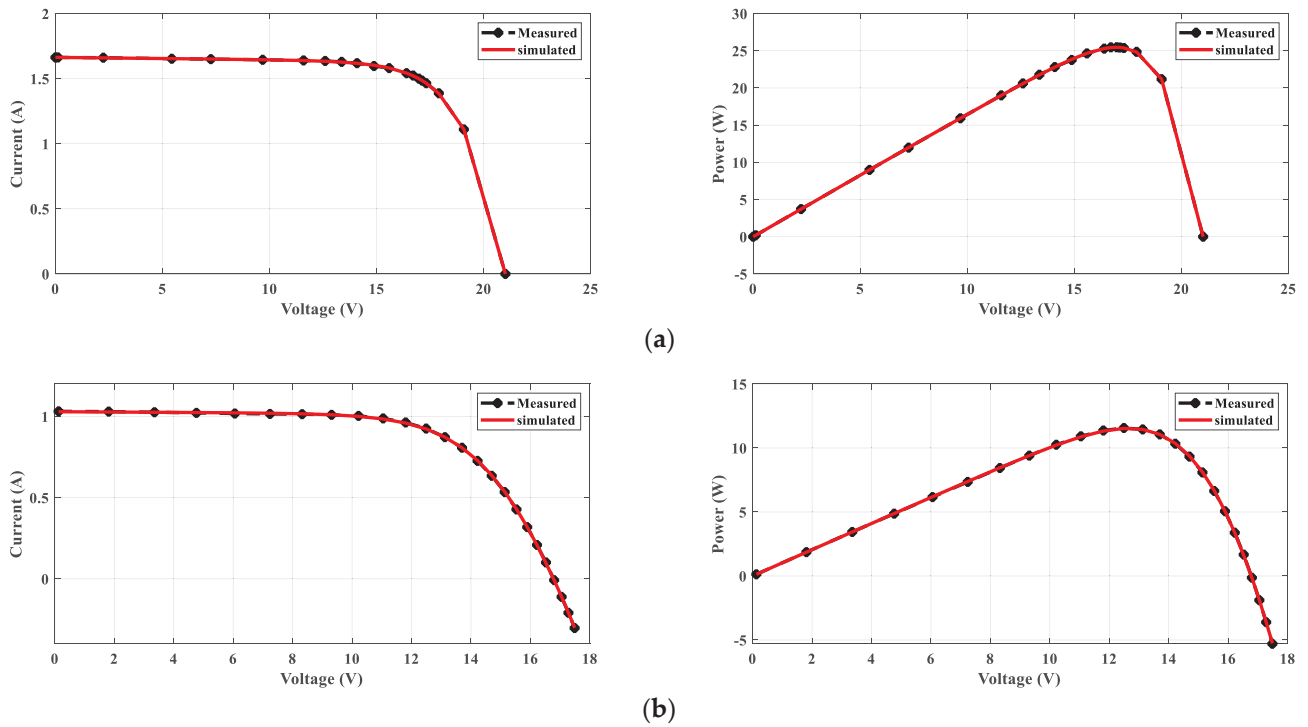 Measured
simulated
Current (A)
2
1.5
1
0.5
0
0 5 10 15 20 25
Voltage (V)
Measured
simulated
Power (W)
30
25
20
15
10
5
0
-5
0 5 10 15 20 25
Voltage (V)
(a)
Measured
simulated
Current (A)
1
0.5
0
0 2 4 6 8 10 12 14 16 18
Voltage (V)
Measured
simulated
Power (W)
15
10
5
0
-5
0 2 4 6 8 10 12 14 16 18
Voltage (V)
(b)